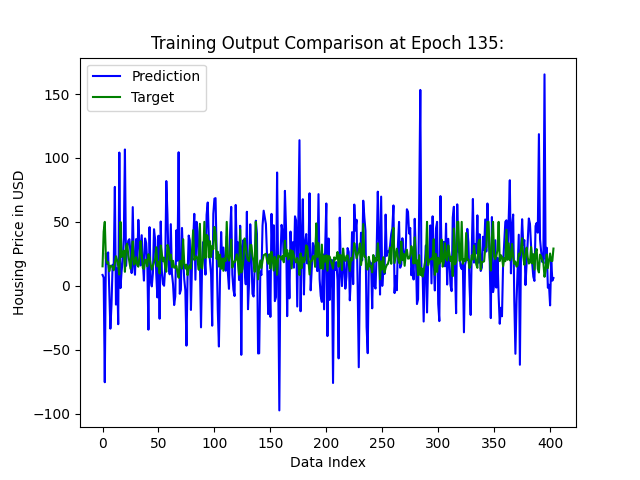 Training Output Comparison at Epoch 135:
Prediction
Target
Housing Price in USD
150
100
50
0
−50
−100
0 50 100 150 200 250 300 350 400
Data Index